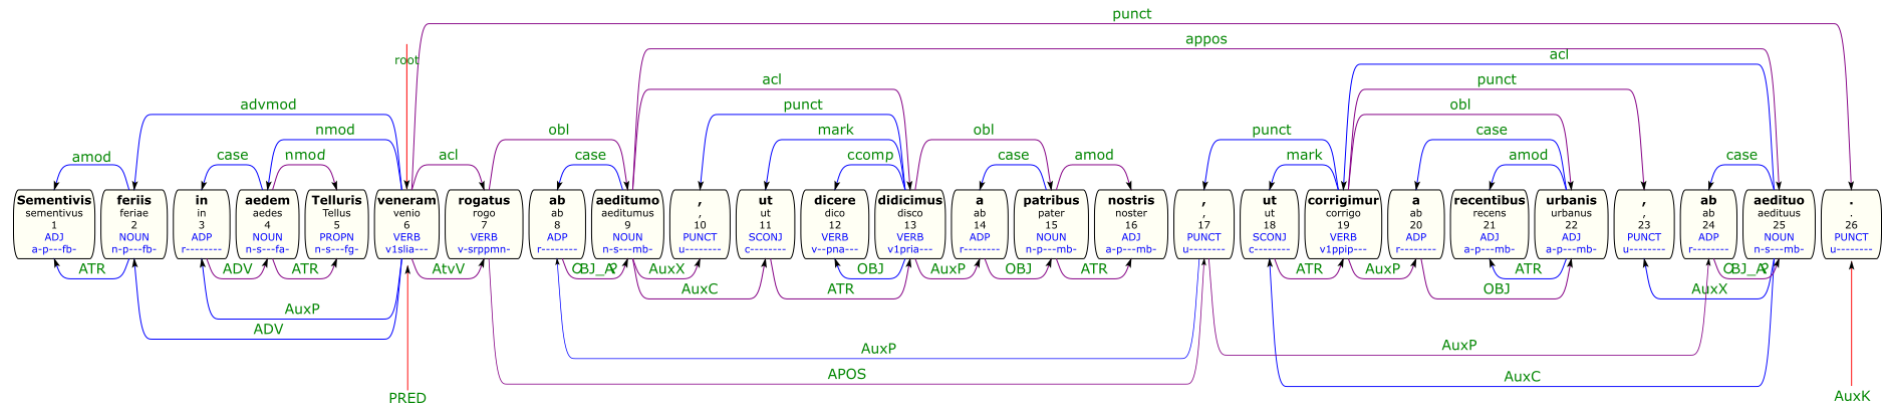 punct
appos
root
acl
acl
punct
advmod
punct
obl
nmod
obl
case
mark
obl
punct
case
mark
amod
case
nmod
acl
case
ccomp
case
amod
amod
case
Sementivis feriis in aedem Telluris veneram rogatus ab aeditumo , ut dicere didicimus a patribus nostris , ut corrigimur a recentibus urbanis , ab aedituo .
sementivus feriae in aedes Tellus venio rogo ab aeditumus , ut dico disco ab pater noster , ut corrigo ab recens urbanus , ab aedituus .
1 2 3 4 5 6 7 8 9 10 11 12 13 14 15 16 17 18 19 20 21 22 23 24 25 26
ADJ NOUN ADP NOUN PROPN VERB VERB ADP NOUN PUNCT SCONJ VERB VERB ADP NOUN ADJ PUNCT SCONJ VERB ADP ADJ ADJ PUNCT ADP NOUN PUNCT
a-p---fb- n-p---fb- r-------- n-s---fa- n-s---fg- v1slia--- v-srppmn- r-------- n-s---mb- u-------- c-------- v--pna--- v1pria--- r-------- n-p---mb- a-p---mb- u-------- c-------- v1ppip--- r-------- a-p---mb- a-p---mb- u-------- r-------- n-s---mb- u--------
ATR ADV ATR AtvV OBJ_AP AuxX OBJ AuxP OBJ ATR ATR AuxP ATR OBJ_AP
AuxC ATR OBJ AuxX
AuxP
ADV
AuxP AuxP
APOS AuxC
PRED AuxK